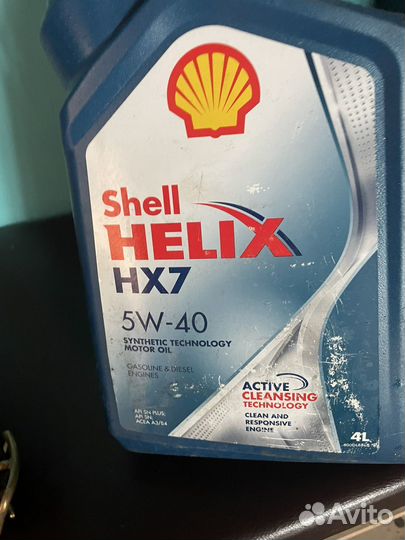 Shell
HELIX
HX7
5W-40
SYNTHETIC TECHNOLOGY
MOTOR OIL
GASOLINE & DIESEL
ENGINES
ACTIVE
CLEANSING
TECHNOLOGY
CLEAN AND
RESPONSIVE
ENGINE
API SN PLUS;
API SN;
ACEA A3/B4
4L
Avito